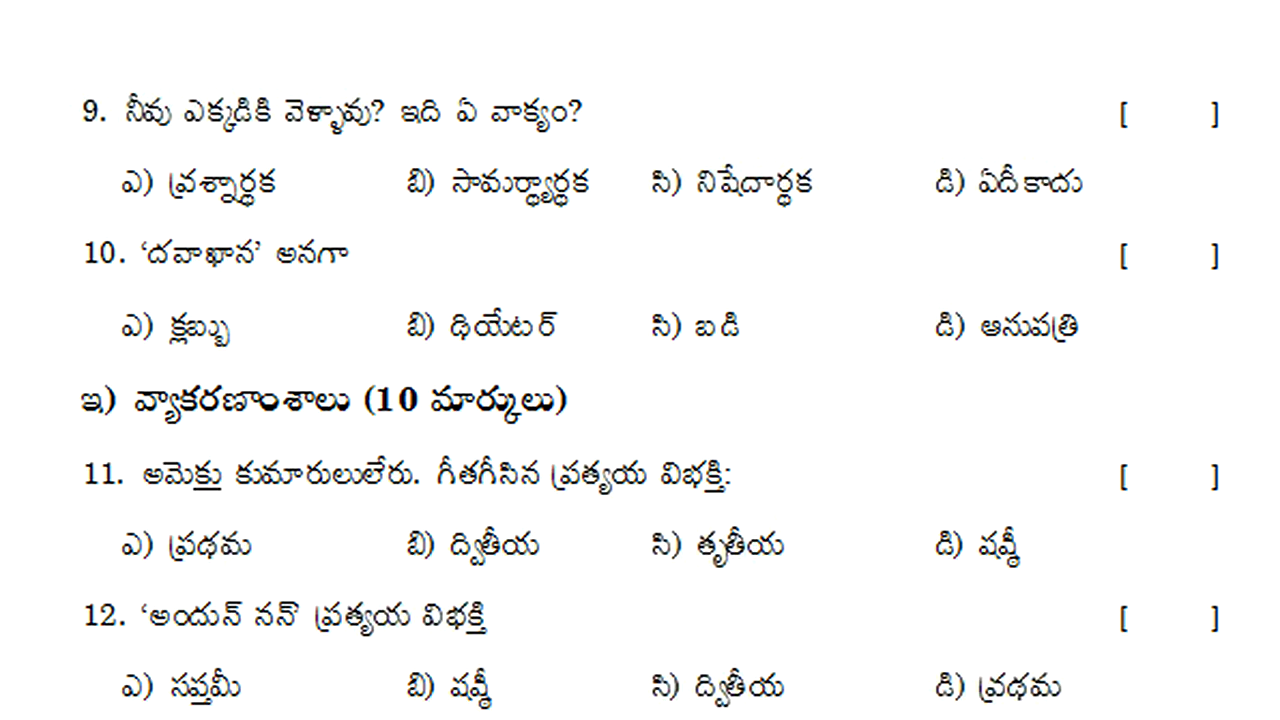 9. నీవు ఎక్కడికి వెళ్ళావు? ఇది ఏ వాక్యం? [ ]
ఎ) ప్రశ్నార్థక బి) సామర్థ్యార్థక సి) నిషేదార్థక డి) ఏదీకాదు
10. ‘దవాఖాన’ అనగా [ ]
ఎ) క్లబ్బు బి) థియేటర్ సి) బడి డి) ఆసుపత్రి
ఇ) వ్యాకరణాంశాలు (10 మార్కులు)
11. అమెక్తు కుమారులులేరు. గీతగీసిన ప్రత్యయ విభక్తి: [ ]
ఎ) ప్రథమ బి) ద్వితీయ సి) తృతీయ డి) షష్ఠీ
12. ‘అందున్ నన్’ ప్రత్యయ విభక్తి [ ]
ఎ) సప్తమీ బి) షష్ఠీ సి) ద్వితీయ డి) ప్రథమ